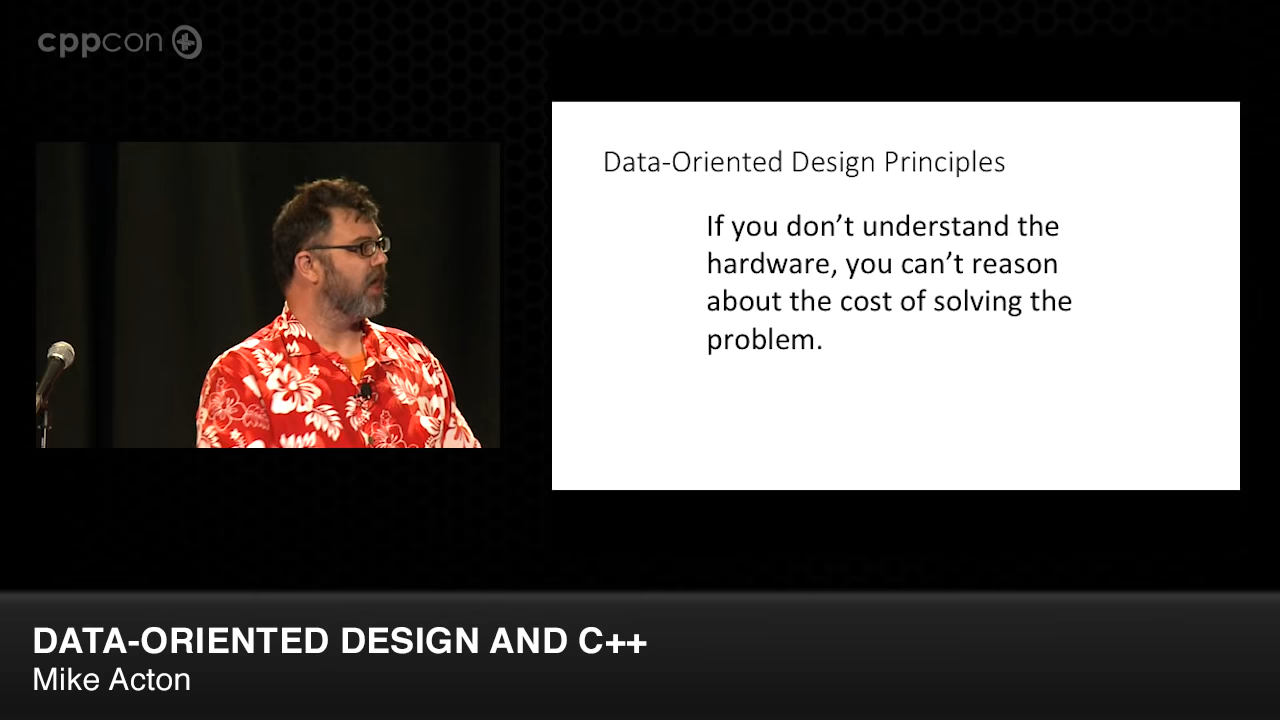 cppcon
Data-Oriented Design Principles
If you don’t understand the
hardware, you can’t reason
about the cost of solving the
problem.
DATA-ORIENTED DESIGN AND C++
Mike Acton